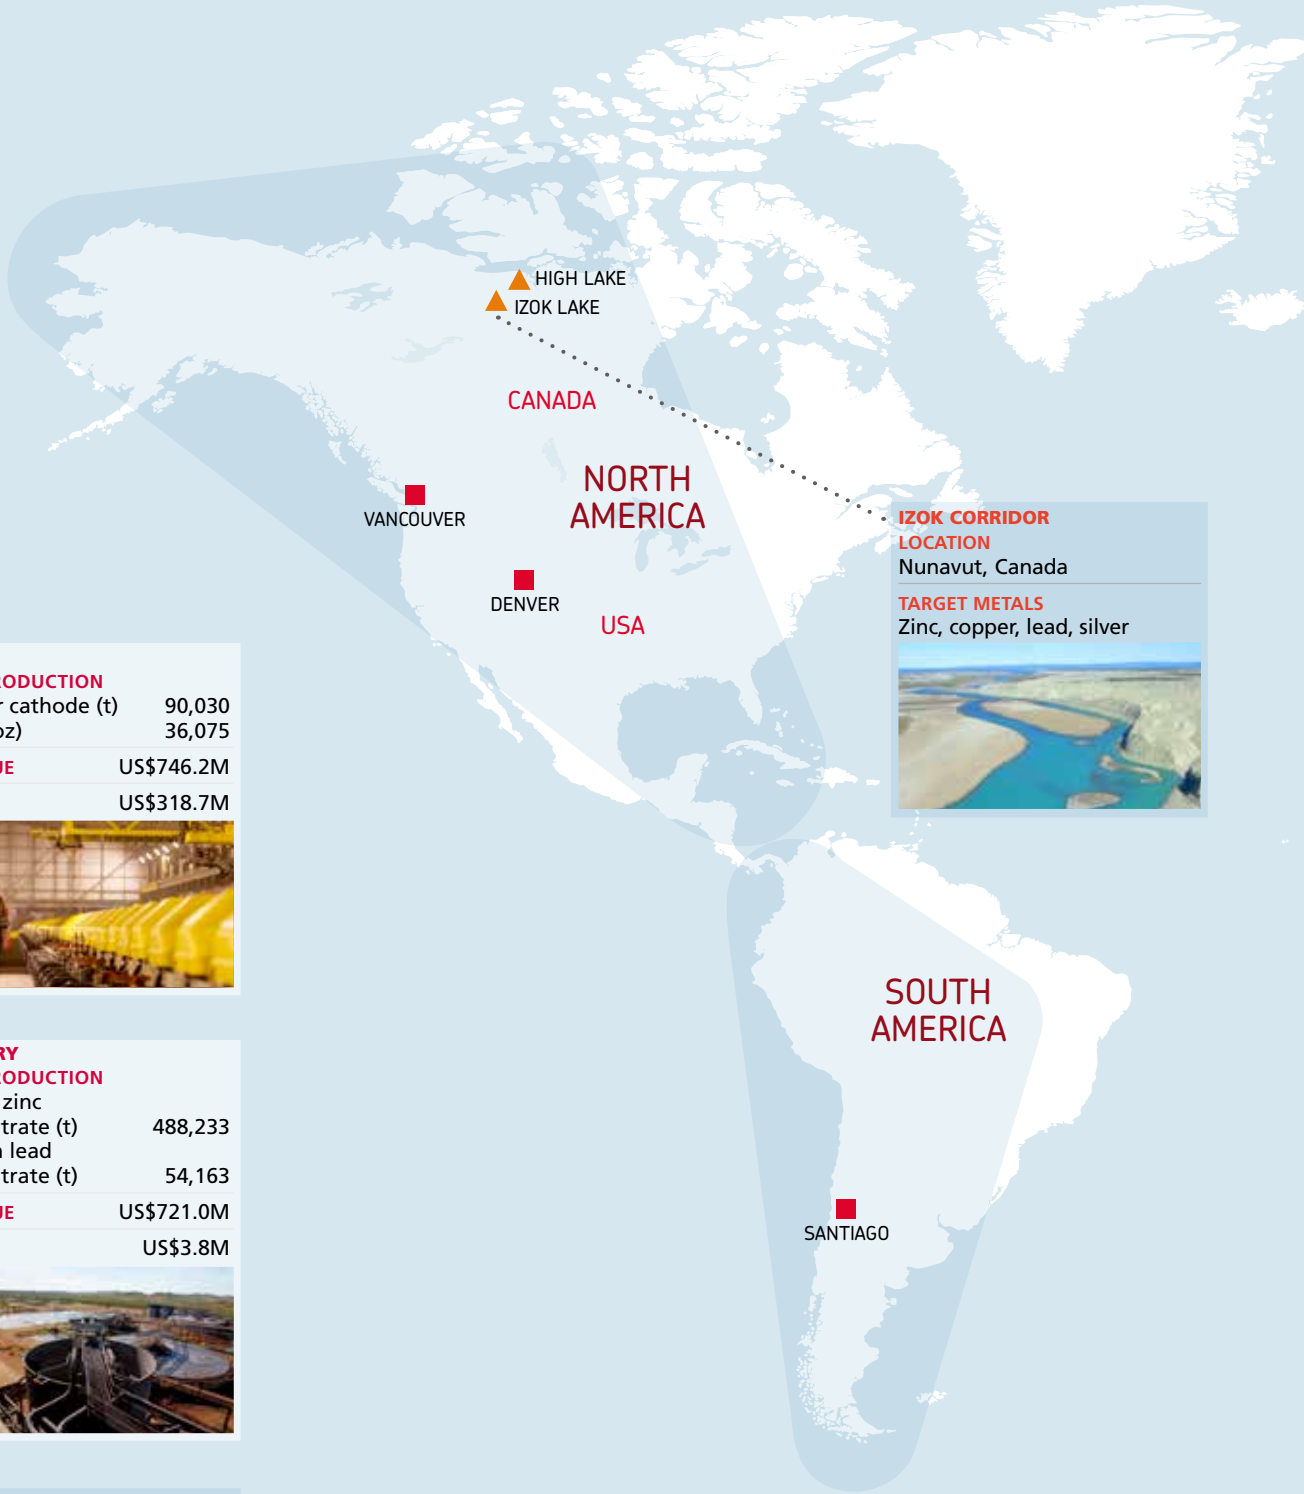 HIGH LAKE
IZOK LAKE
CANADA
NORTH
AMERICA
VANCOUVER
DENVER
USA
IZOK CORRIDOR
LOCATION
Nunavut, Canada
TARGET METALS
Zinc, copper, lead, silver
RODUCTION
r cathode (t) 90,030
oz) 36,075
UE US$746.2M
US$318.7M
SOUTH
AMERICA
RY
RODUCTION
zinc
trate (t) 488,233
lead
trate (t) 54,163
UE US$721.0M
US$3.8M
SANTIAGO